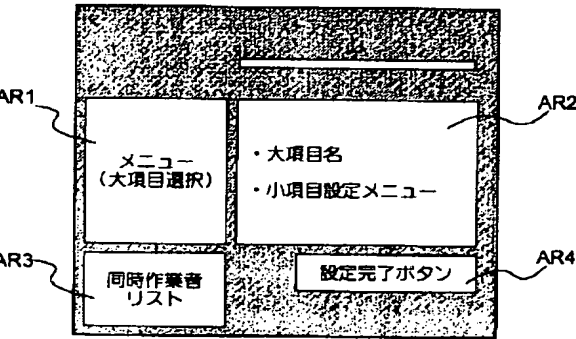 AR1
AR2
メニュー
(大項目選択)
・大項目名
・小項目設定メニュー
AR3
同時作業者
リスト
設定完了ボタン
AR4